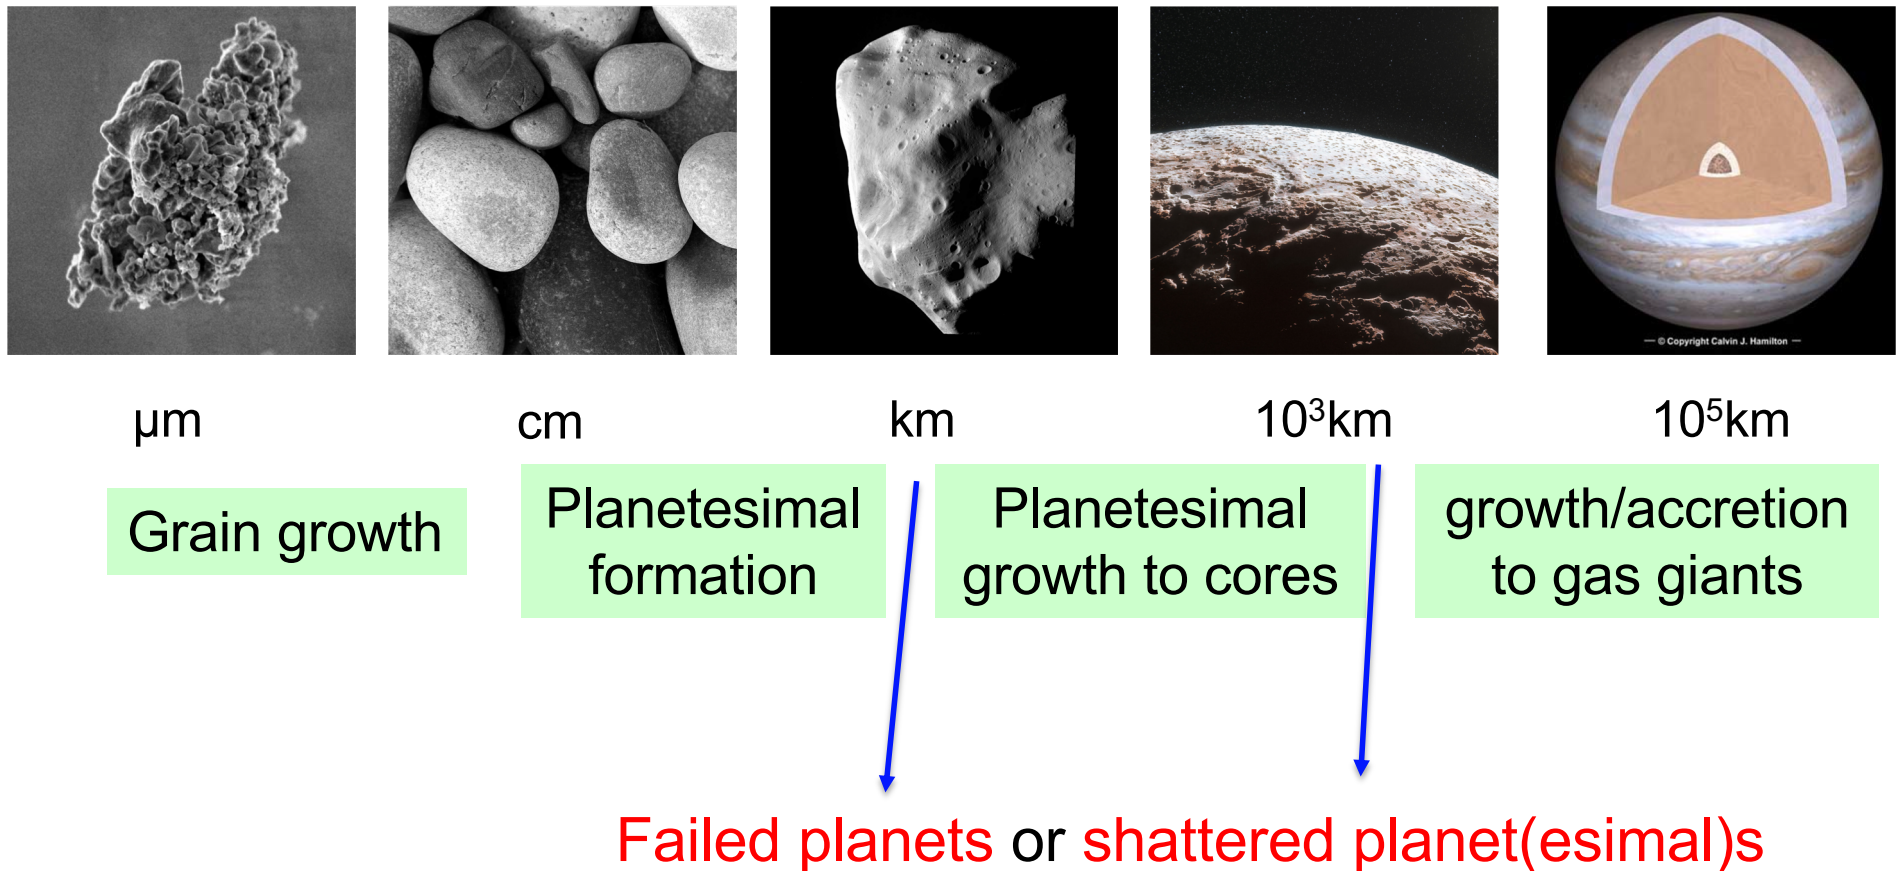 — © Copyright Calvin J. Hamilton —
µm
cm
km
10³km
10⁵km
Grain growth
Planetesimal
formation
Planetesimal
growth to cores
growth/accretion
to gas giants
Failed planets or shattered planet(esimal)s